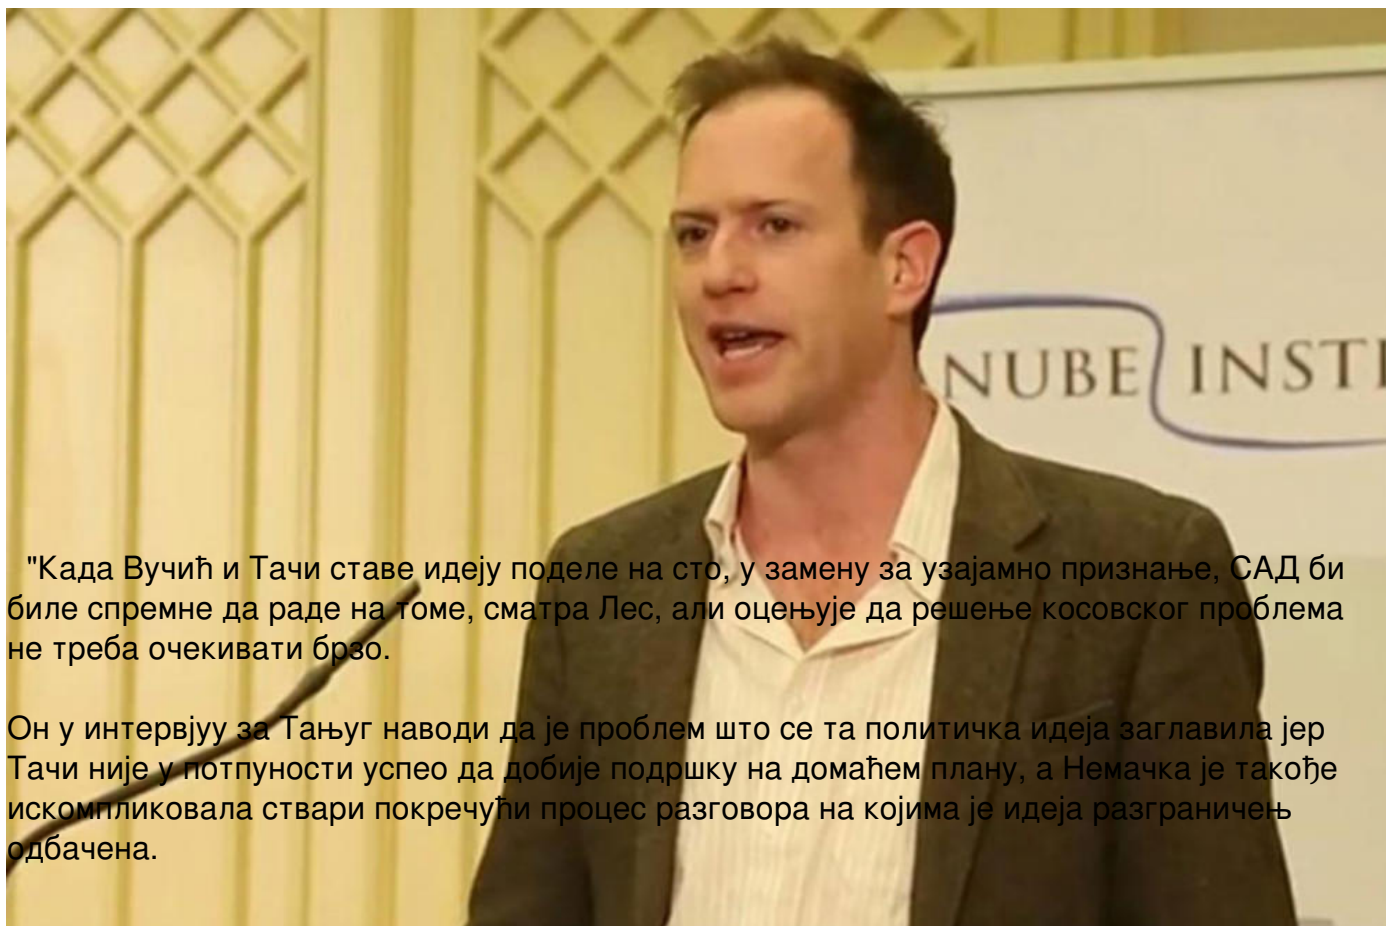 NUBE INSTI
"Када Вучић и Тачи ставе идеју поделе на сто, у замену за узајамно признање, САД би
биле спремне да раде на томе, сматра Лес, али оцењује да решење косовског проблема
не треба очекивати брзо.
Он у интервјуу за Тањуг наводи да је проблем што се та политичка идеја заглавила јер
Тачи није у потпуности успео да добије подршку на домаћем плану, а Немачка је такође
искомпликовала ствари покречући процес разговора на којима је идеја разграничењ
одбачена.